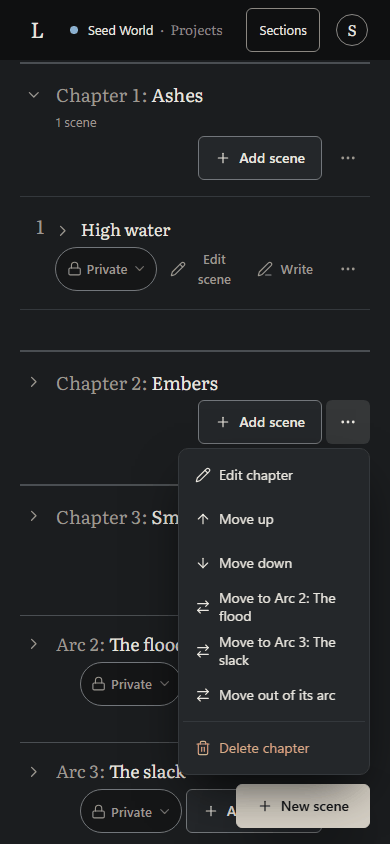 L Seed World · Projects Sections S
Chapter 1: Ashes
1 scene
+ Add scene ...
1 High water
Private Edit scene Write ...
Chapter 2: Embers
+ Add scene ...
Edit chapter
Move up
Chapter 3: Sm
Move down
Move to Arc 2: The
flood
Move to Arc 3: The
slack
Arc 2: The flood
Private
Move out of its arc
Delete chapter
Arc 3: The slack
Private
+ A
+ New scene